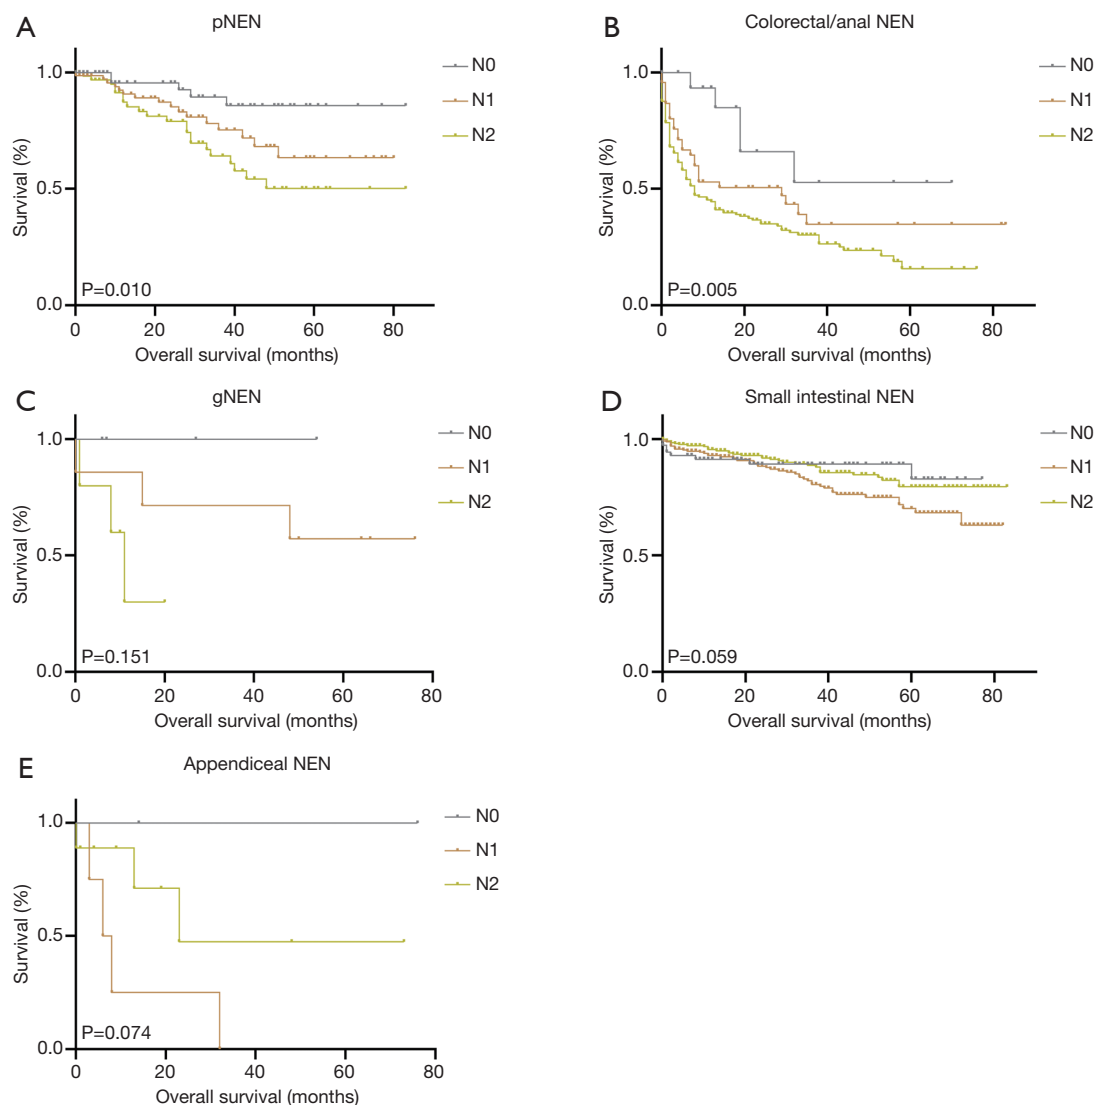 A
pNEN
1.0
0.5
0.0
Survival (%)
N0
N1
N2
P=0.010
0 20 40 60 80
Overall survival (months)
B
Colorectal/anal NEN
1.0
0.5
0.0
Survival (%)
N0
N1
N2
P=0.005
0 20 40 60 80
Overall survival (months)
C
gNEN
1.0
0.5
0.0
Survival (%)
N0
N1
N2
P=0.151
0 20 40 60 80
Overall survival (months)
D
Small intestinal NEN
1.0
0.5
0.0
Survival (%)
N0
N1
N2
P=0.059
0 20 40 60 80
Overall survival (months)
E
Appendiceal NEN
1.0
0.5
0.0
Survival (%)
N0
N1
N2
P=0.074
0 20 40 60 80
Overall survival (months)